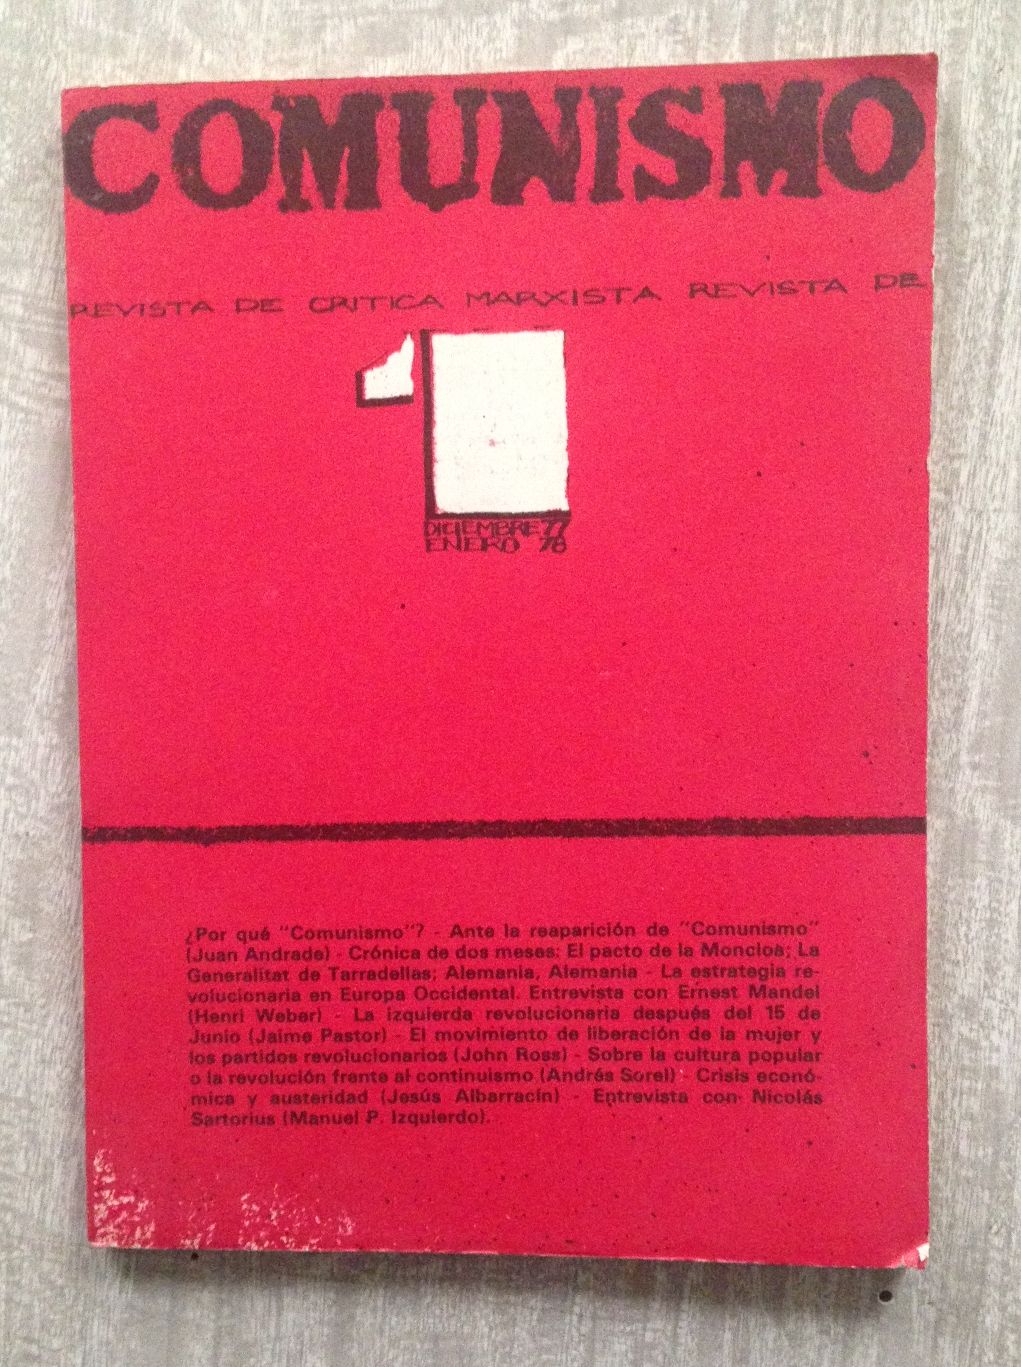 COMUNISMO
REVISTA DE CRITICA MARXISTA REVISTA DE
1
DICIEMBRE 77
ENERO 78
¿Por qué "Comunismo"? - Ante la reaparición de "Comunismo"
(Juan Andrade) - Crónica de dos meses: El pacto de la Moncloa; La
Generalitat de Tarradellas; Alemania, Alemania - La estrategia re-
volucionaria en Europa Occidental. Entrevista con Ernest Mandel
(Henri Weber) - La izquierda revolucionaria después del 15 de
Junio (Jaime Pastor) - El movimiento de liberación de la mujer y
los partidos revolucionarios (John Ross) - Sobre la cultura popular
o la revolución frente al continuismo (Andrés Sorel) - Crisis econó-
mica y austeridad (Jesús Albarracín) - Entrevista con Nicolás
Sartorius (Manuel P. Izquierdo).